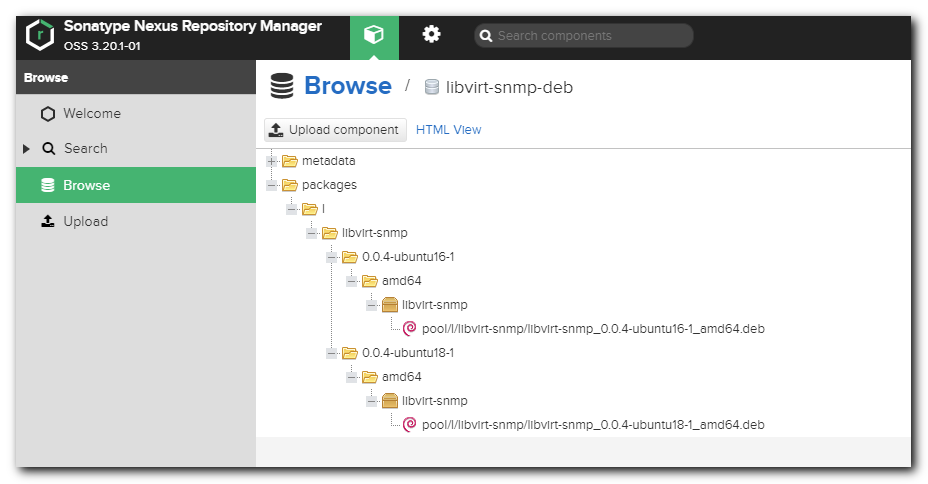 Sonatype Nexus Repository Manager
OSS 3.20.1-01
Search components
Browse
Browse / libvirt-snmp-deb
Welcome
Search
Browse
Upload
Upload component HTML View
metadata
packages
l
libvirt-snmp
0.0.4-ubuntu16-1
amd64
libvirt-snmp
pool/l/libvirt-snmp/libvirt-snmp_0.0.4-ubuntu16-1_amd64.deb
0.0.4-ubuntu18-1
amd64
libvirt-snmp
pool/l/libvirt-snmp/libvirt-snmp_0.0.4-ubuntu18-1_amd64.deb